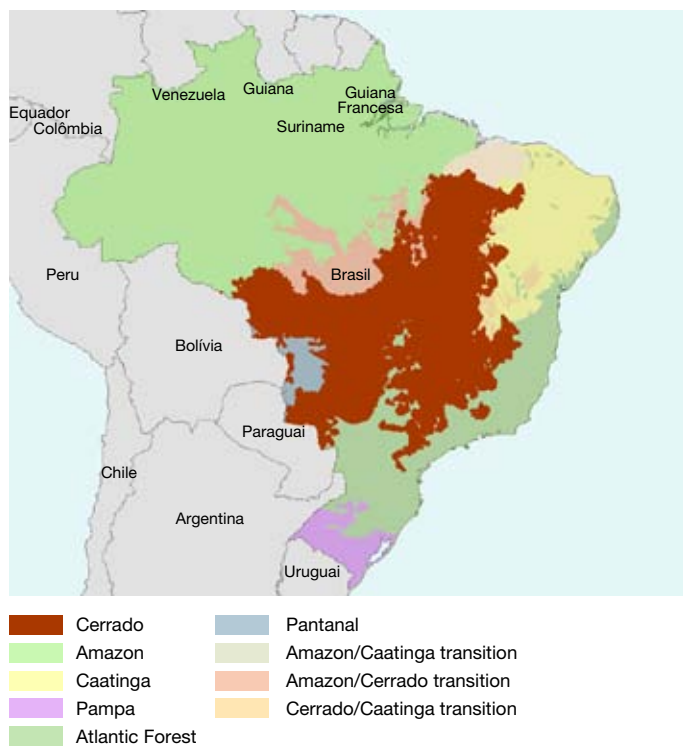 Venezuela
Guiana
Guiana
Francesa
Equador
Colômbia
Suriname
Peru
Brasil
Bolívia
Paraguai
Chile
Argentina
Uruguai
Cerrado
Amazon
Caatinga
Pampa
Atlantic Forest
Pantanal
Amazon/Caatinga transition
Amazon/Cerrado transition
Cerrado/Caatinga transition